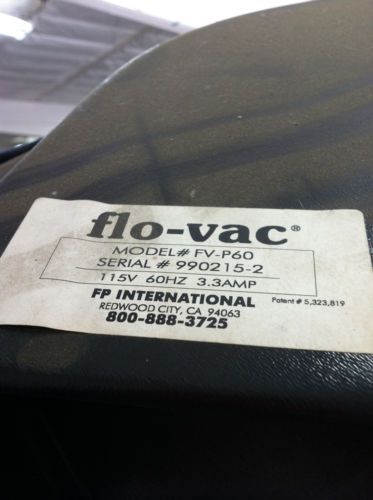 flo-vac®
MODEL# FV-P60
SERIAL # 990215-2
115V 60HZ 3.3AMP
FP INTERNATIONAL
Patent # 5,323,819
REDWOOD CITY, CA 94063
800-888-3725